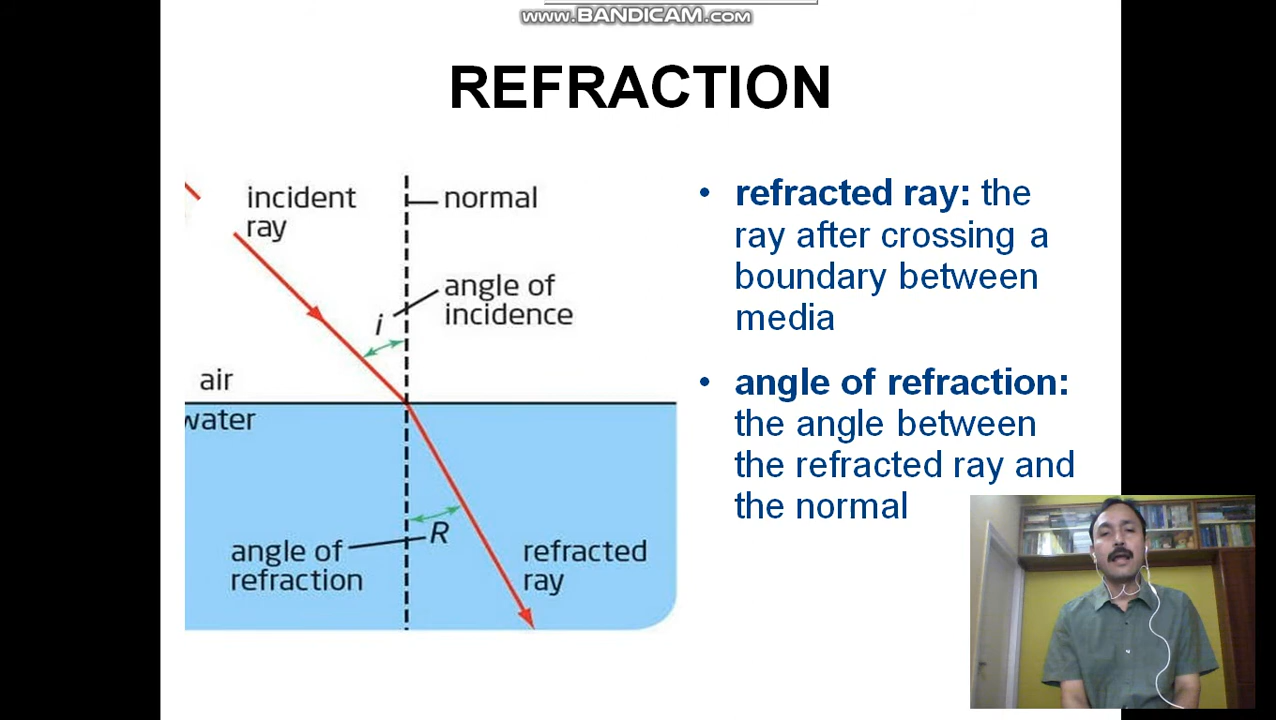 www.BANDICAM.com
REFRACTION
incident
ray
normal
angle of
incidence
i
air
water
R
angle of
refraction
refracted
ray
• refracted ray: the
ray after crossing a
boundary between
media
• angle of refraction:
the angle between
the refracted ray and
the normal